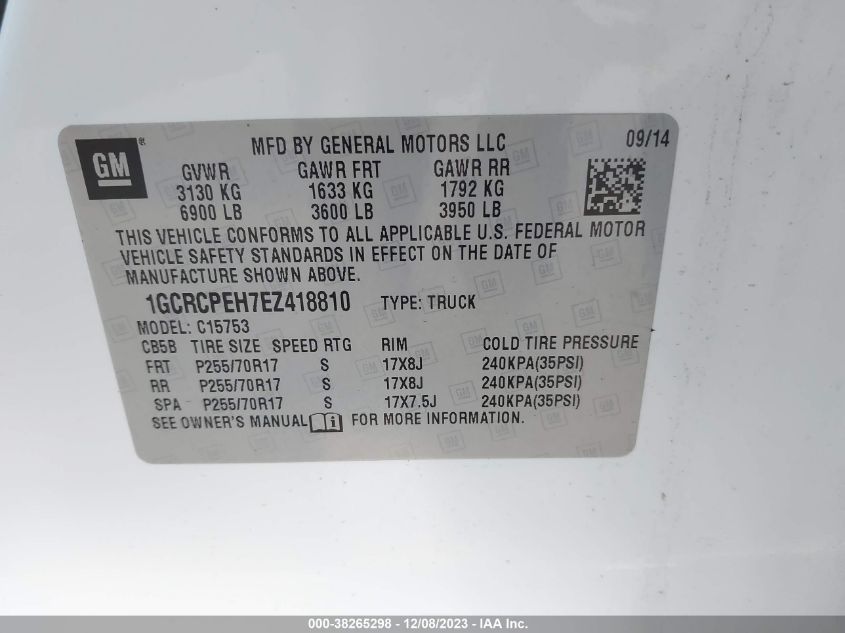 GM ® MFD BY GENERAL MOTORS LLC 09/14
GVWR GAWR FRT GAWR RR
3130 KG 1633 KG 1792 KG
6900 LB 3600 LB 3950 LB
THIS VEHICLE CONFORMS TO ALL APPLICABLE U.S. FEDERAL MOTOR
VEHICLE SAFETY STANDARDS IN EFFECT ON THE DATE OF
MANUFACTURE SHOWN ABOVE.
1GCRCPEH7EZ418810 TYPE: TRUCK
MODEL: C15753
CB5B TIRE SIZE SPEED RTG RIM COLD TIRE PRESSURE
FRT P255/70R17 S 17X8J 240KPA(35PSI)
RR P255/70R17 S 17X8J 240KPA(35PSI)
SPA P255/70R17 S 17X7.5J 240KPA(35PSI)
SEE OWNER'S MANUAL FOR MORE INFORMATION.
000-38265298 - 12/08/2023 - IAA Inc.